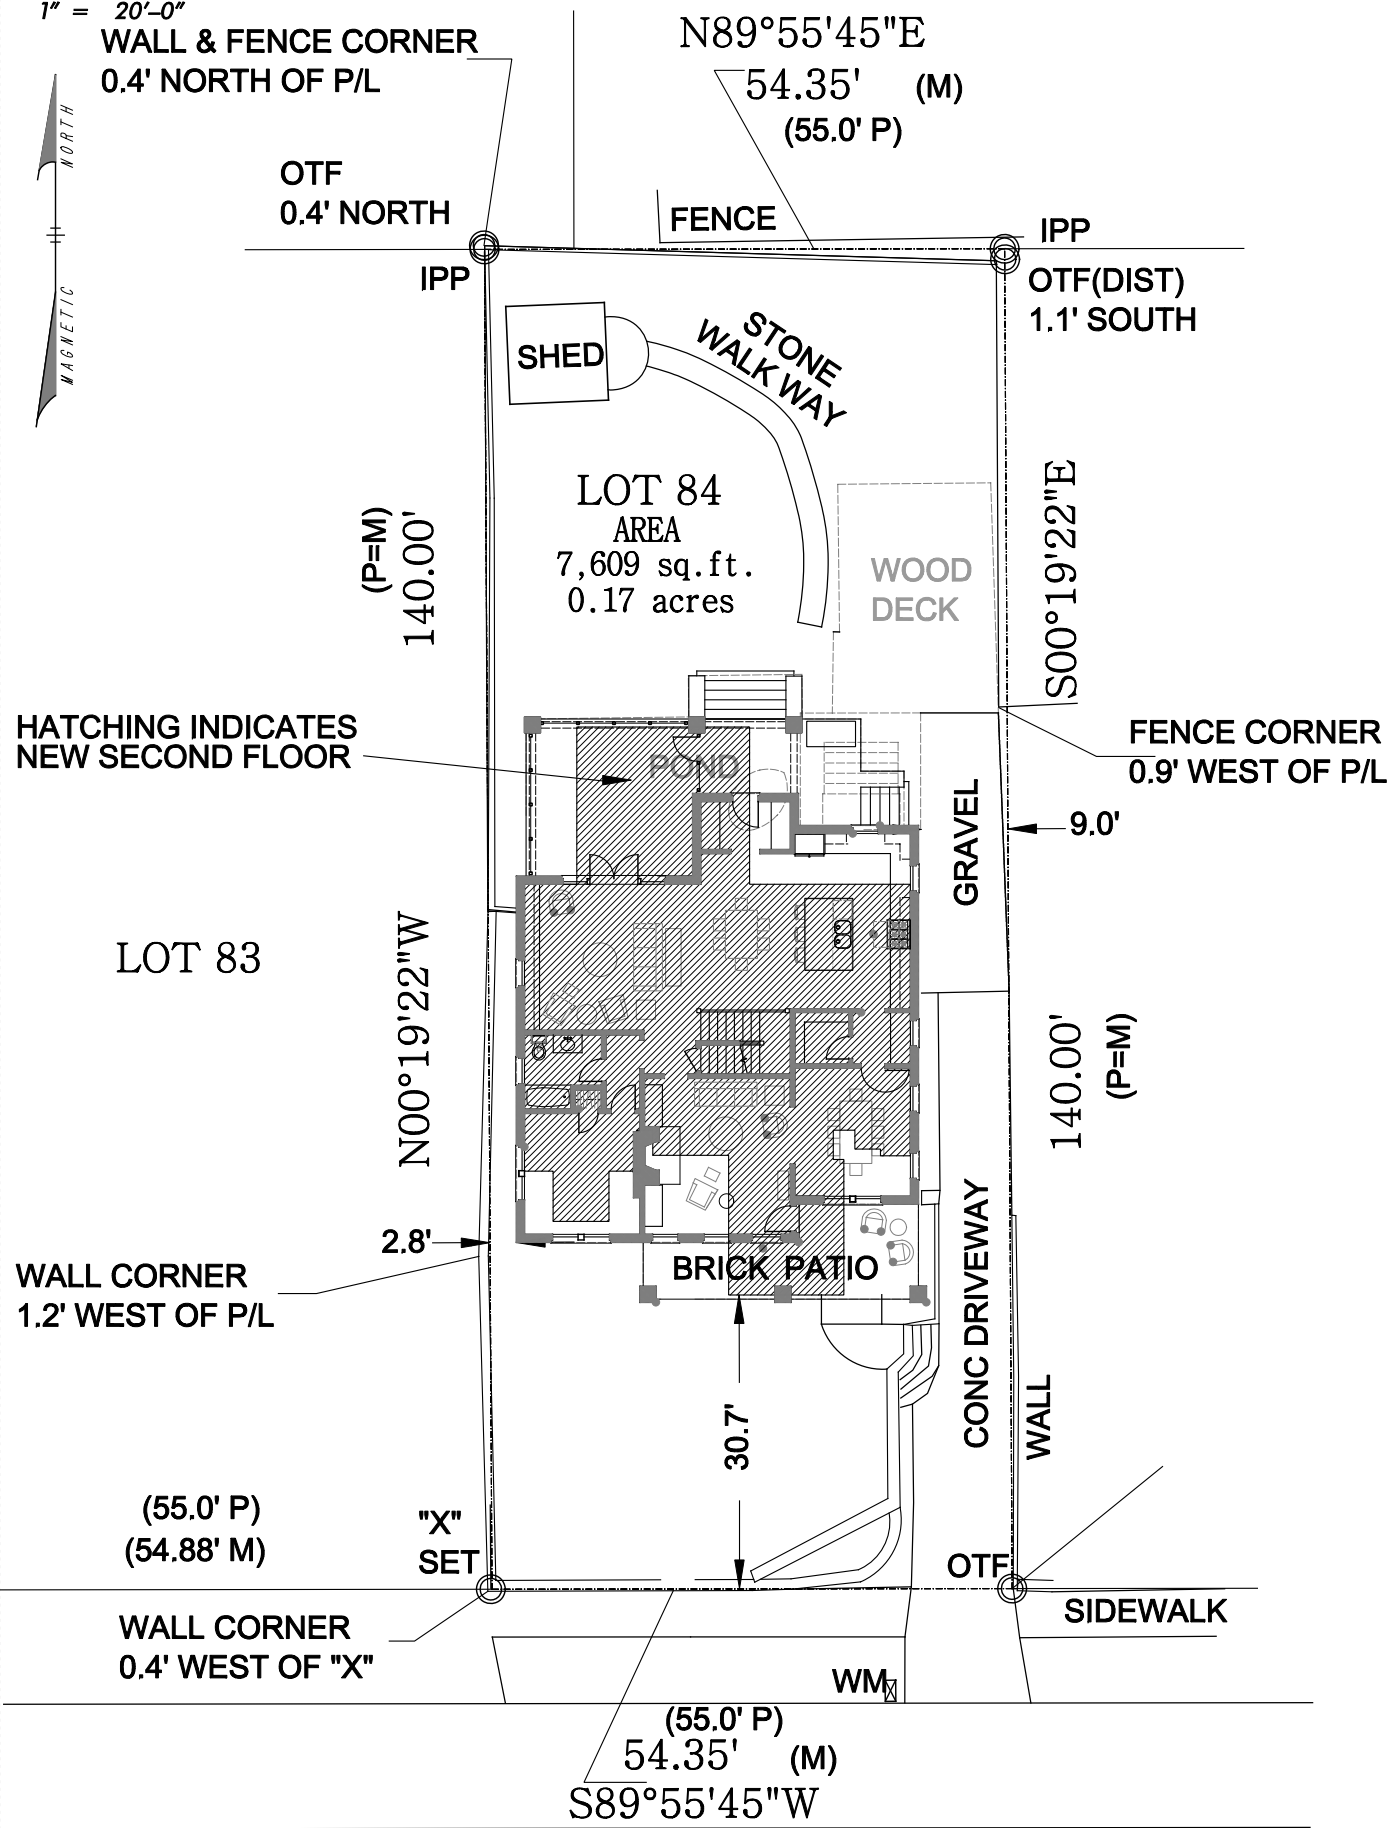 1" = 20'–0"
WALL & FENCE CORNER
0.4' NORTH OF P/L
N89°55'45"E
54.35' (M)
(55.0' P)
NORTH
MAGNETIC
OTF
0.4' NORTH
FENCE
IPP
IPP
OTF(DIST)
1.1' SOUTH
SHED
STONE
WALK WAY
LOT 84
AREA
7,609 sq.ft.
0.17 acres
(P=M)
140.00'
WOOD
DECK
S00°19'22"E
HATCHING INDICATES
NEW SECOND FLOOR
POND
FENCE CORNER
0.9' WEST OF P/L
GRAVEL
9.0'
LOT 83
N00°19'22"W
140.00'
(P=M)
2.8'
WALL CORNER
1.2' WEST OF P/L
BRICK PATIO
CONC DRIVEWAY
WALL
30.7'
(55.0' P)
(54.88' M)
"X"
SET
OTF
WALL CORNER
0.4' WEST OF "X"
SIDEWALK
WM
(55.0' P)
54.35' (M)
S89°55'45"W